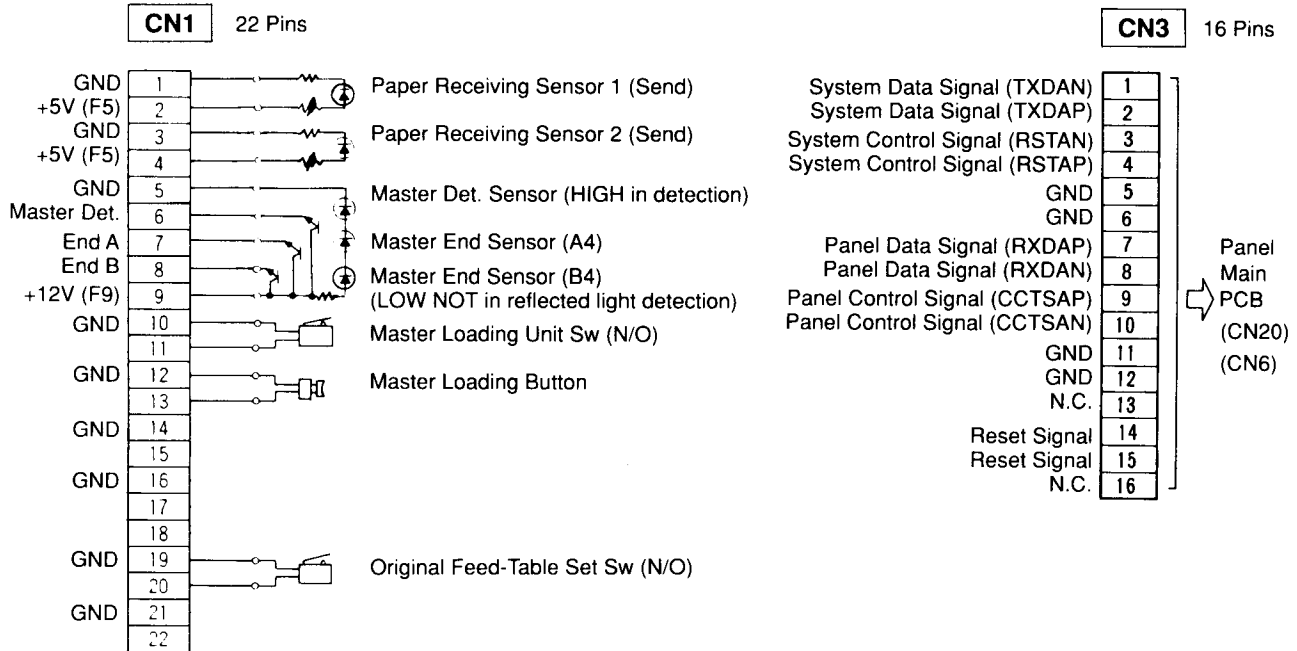 CN1 22 Pins
GND 1 Paper Receiving Sensor 1 (Send)
+5V (F5) 2
GND 3 Paper Receiving Sensor 2 (Send)
+5V (F5) 4
GND 5 Master Det. Sensor (HIGH in detection)
Master Det. 6
End A 7 Master End Sensor (A4)
End B 8 Master End Sensor (B4)
+12V (F9) 9 (LOW NOT in reflected light detection)
GND 10 Master Loading Unit Sw (N/O)
11
GND 12 Master Loading Button
13
GND 14
15
GND 16
17
18
GND 19 Original Feed-Table Set Sw (N/O)
20
GND 21
22
CN3 16 Pins
System Data Signal (TXDAN) 1
System Data Signal (TXDAP) 2
System Control Signal (RSTAN) 3
System Control Signal (RSTAP) 4
GND 5
GND 6
Panel Data Signal (RXDAP) 7
Panel Data Signal (RXDAN) 8
Panel Control Signal (CCTSAP) 9
Panel Control Signal (CCTSAN) 10
GND 11
GND 12
N.C. 13
Reset Signal 14
Reset Signal 15
N.C. 16
Panel
Main
PCB
(CN20)
(CN6)